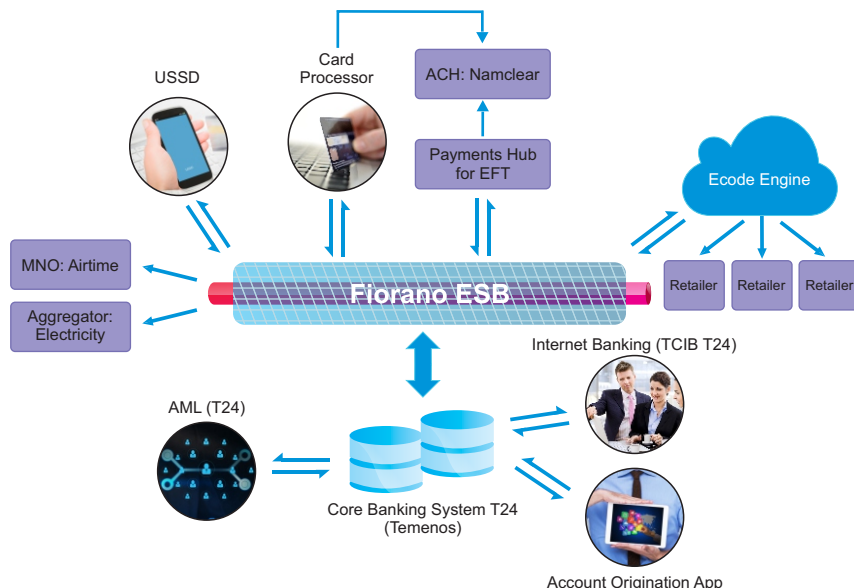 USSD
Card
Processor
ACH: Namclear
Payments Hub
for EFT
Ecode Engine
MNO: Airtime
Aggregator:
Electricity
Fiorano ESB
Retailer
Retailer
Retailer
Internet Banking (TCIB T24)
AML (T24)
Core Banking System T24
(Temenos)
Account Origination App